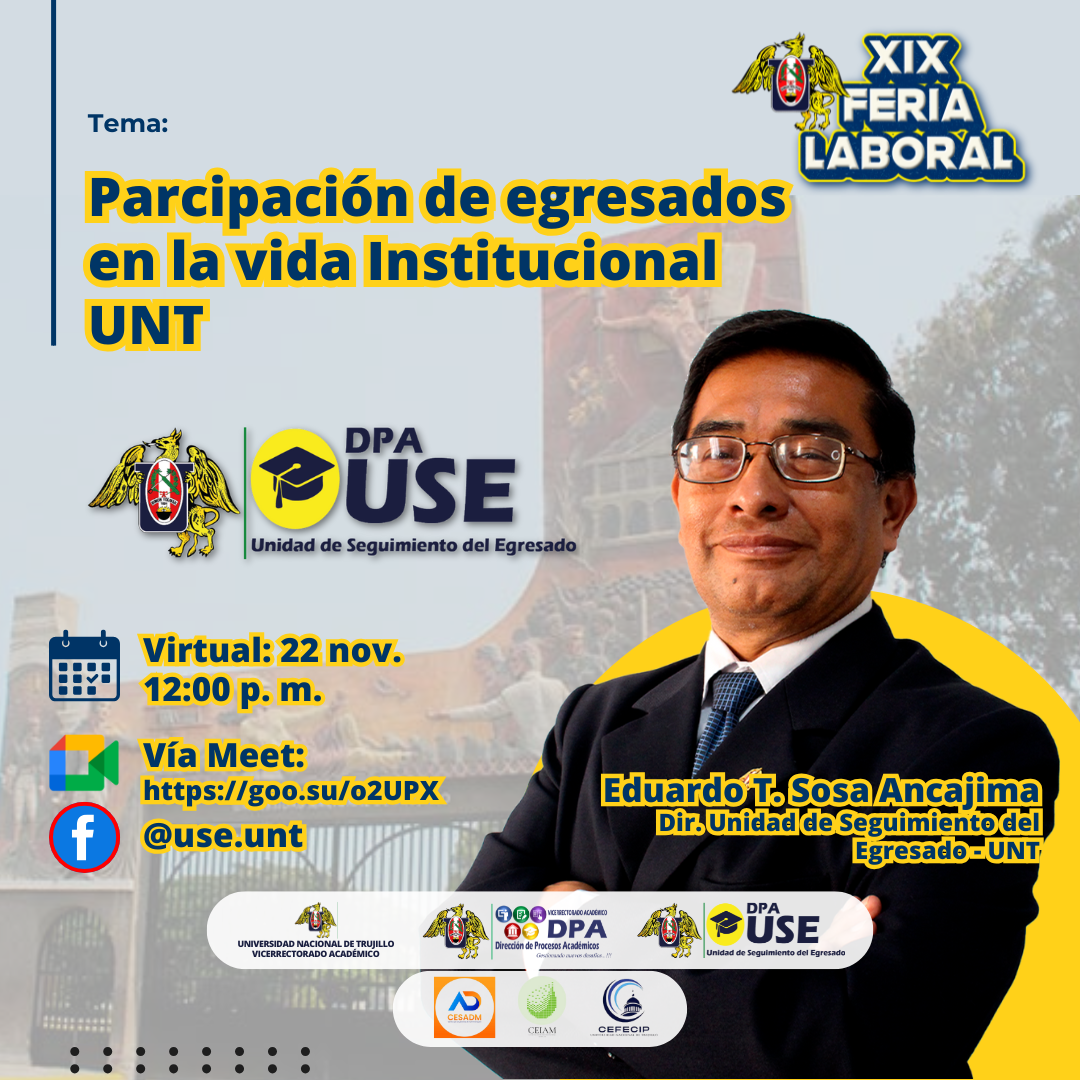 XIX
FERIA
LABORAL
Tema:
Parcipación de egresados
en la vida Institucional
UNT
DPA
USE
Unidad de Seguimiento del Egresado
Virtual: 22 nov.
12:00 p. m.
Vía Meet:
https://goo.su/o2UPX
@use.unt
Eduardo T. Sosa Ancajima
Dir. Unidad de Seguimiento del
Egresado - UNT
UNIVERSIDAD NACIONAL DE TRUJILLO
VICERRECTORADO ACADÉMICO
VICERRECTORADO ACADÉMICO
DPA
Dirección de Procesos Académicos
Gestionando nuevos desafíos...!!!
DPA
USE
Unidad de Seguimiento del Egresado
CESADM
CEIAM
CEFECIP